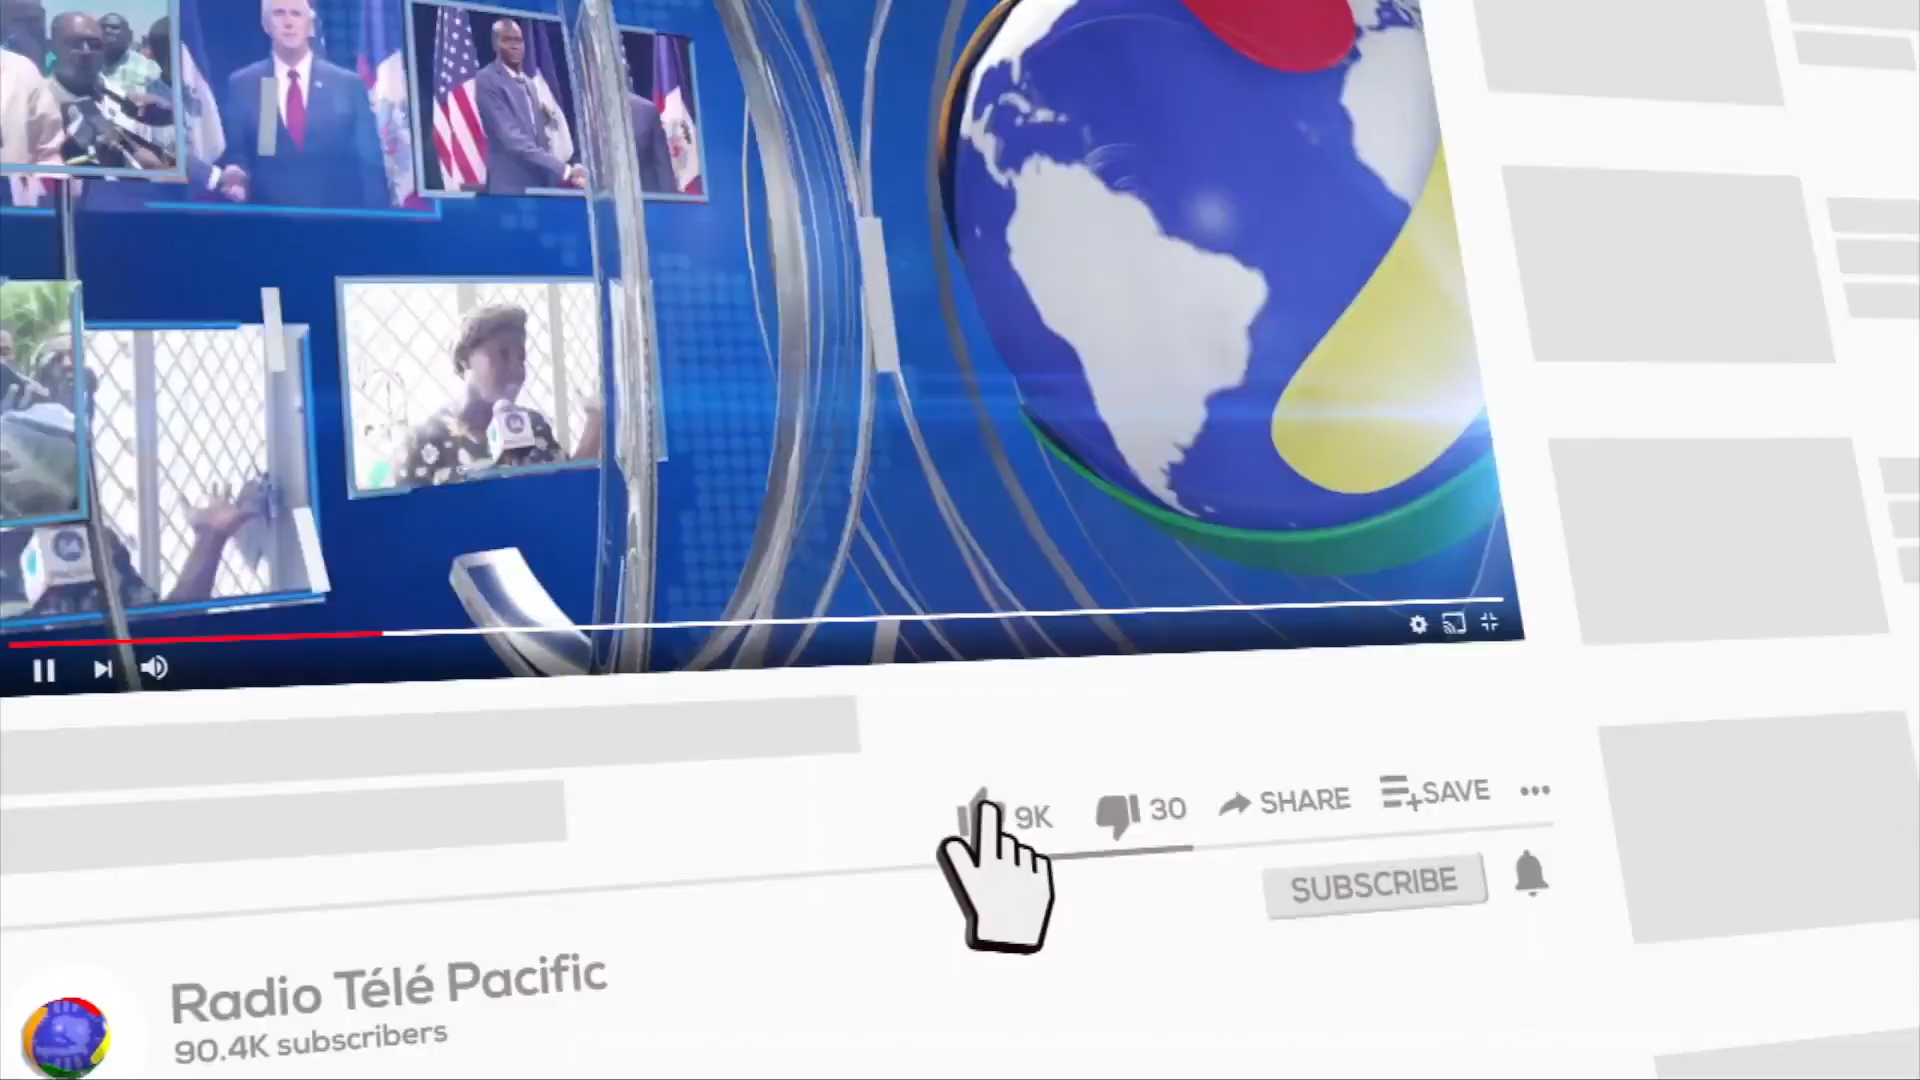 9K
30
SHARE
SAVE
SUBSCRIBE
Radio Télé Pacific
90.4K subscribers